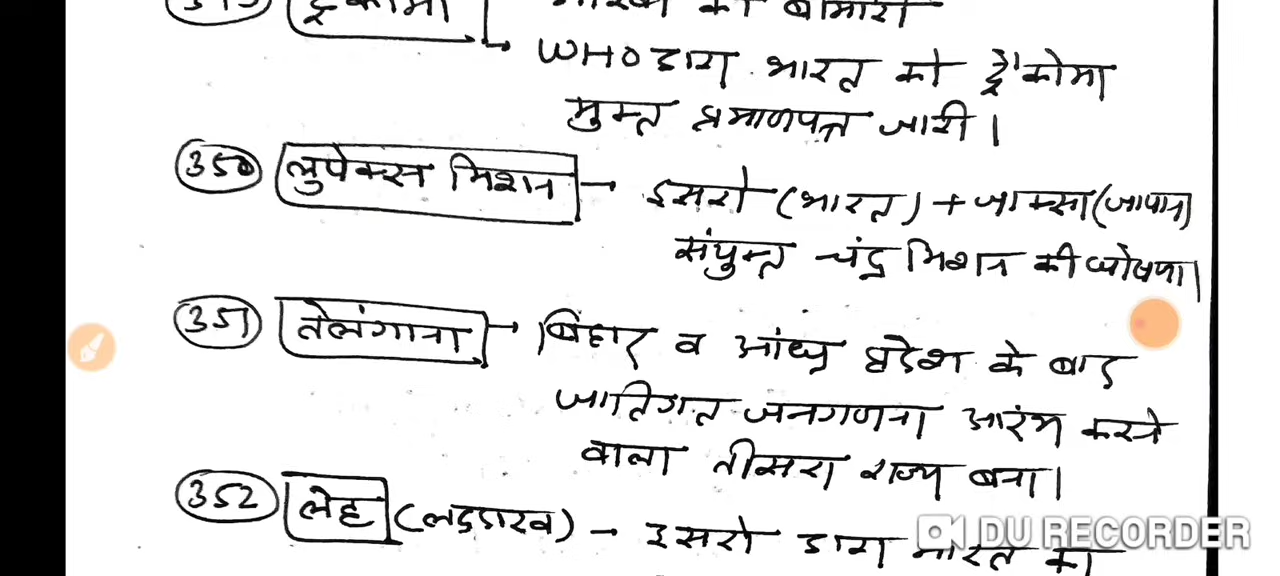 ट्रेकोमा
WHO द्वारा भारत को ट्रैकोमा
मुक्त प्रमाणपत्र जारी।
350 लुपेक्स मिशन → इसरो (भारत) + जाक्सा (जापान)
संयुक्त चंद्र मिशन की घोषणा।
351 तेलंगाना → बिहार व आंध्र प्रदेश के बाद
जातिगत जनगणना आरंभ करने
वाला तीसरा राज्य बना।
352 लेह (लद्दाख) - इसरो द्वारा भारत का
DU RECORDER